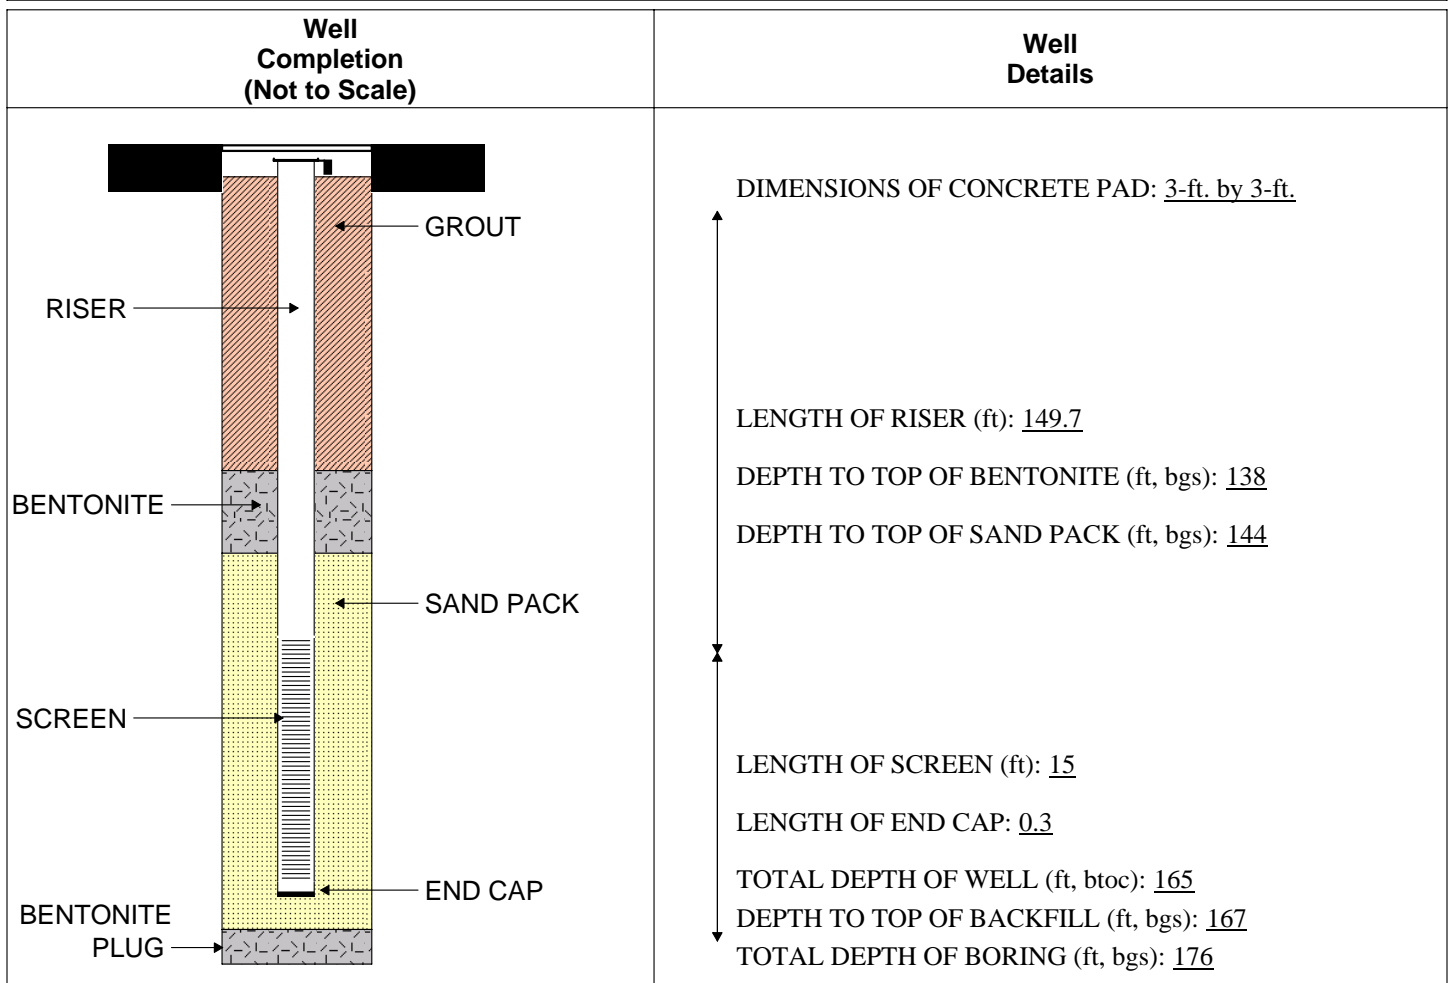 Well
Completion
(Not to Scale)
Well
Details
GROUT
RISER
BENTONITE
SAND PACK
SCREEN
END CAP
BENTONITE
PLUG
DIMENSIONS OF CONCRETE PAD: 3-ft. by 3-ft.
LENGTH OF RISER (ft): 149.7
DEPTH TO TOP OF BENTONITE (ft, bgs): 138
DEPTH TO TOP OF SAND PACK (ft, bgs): 144
LENGTH OF SCREEN (ft): 15
LENGTH OF END CAP: 0.3
TOTAL DEPTH OF WELL (ft, btoc): 165
DEPTH TO TOP OF BACKFILL (ft, bgs): 167
TOTAL DEPTH OF BORING (ft, bgs): 176